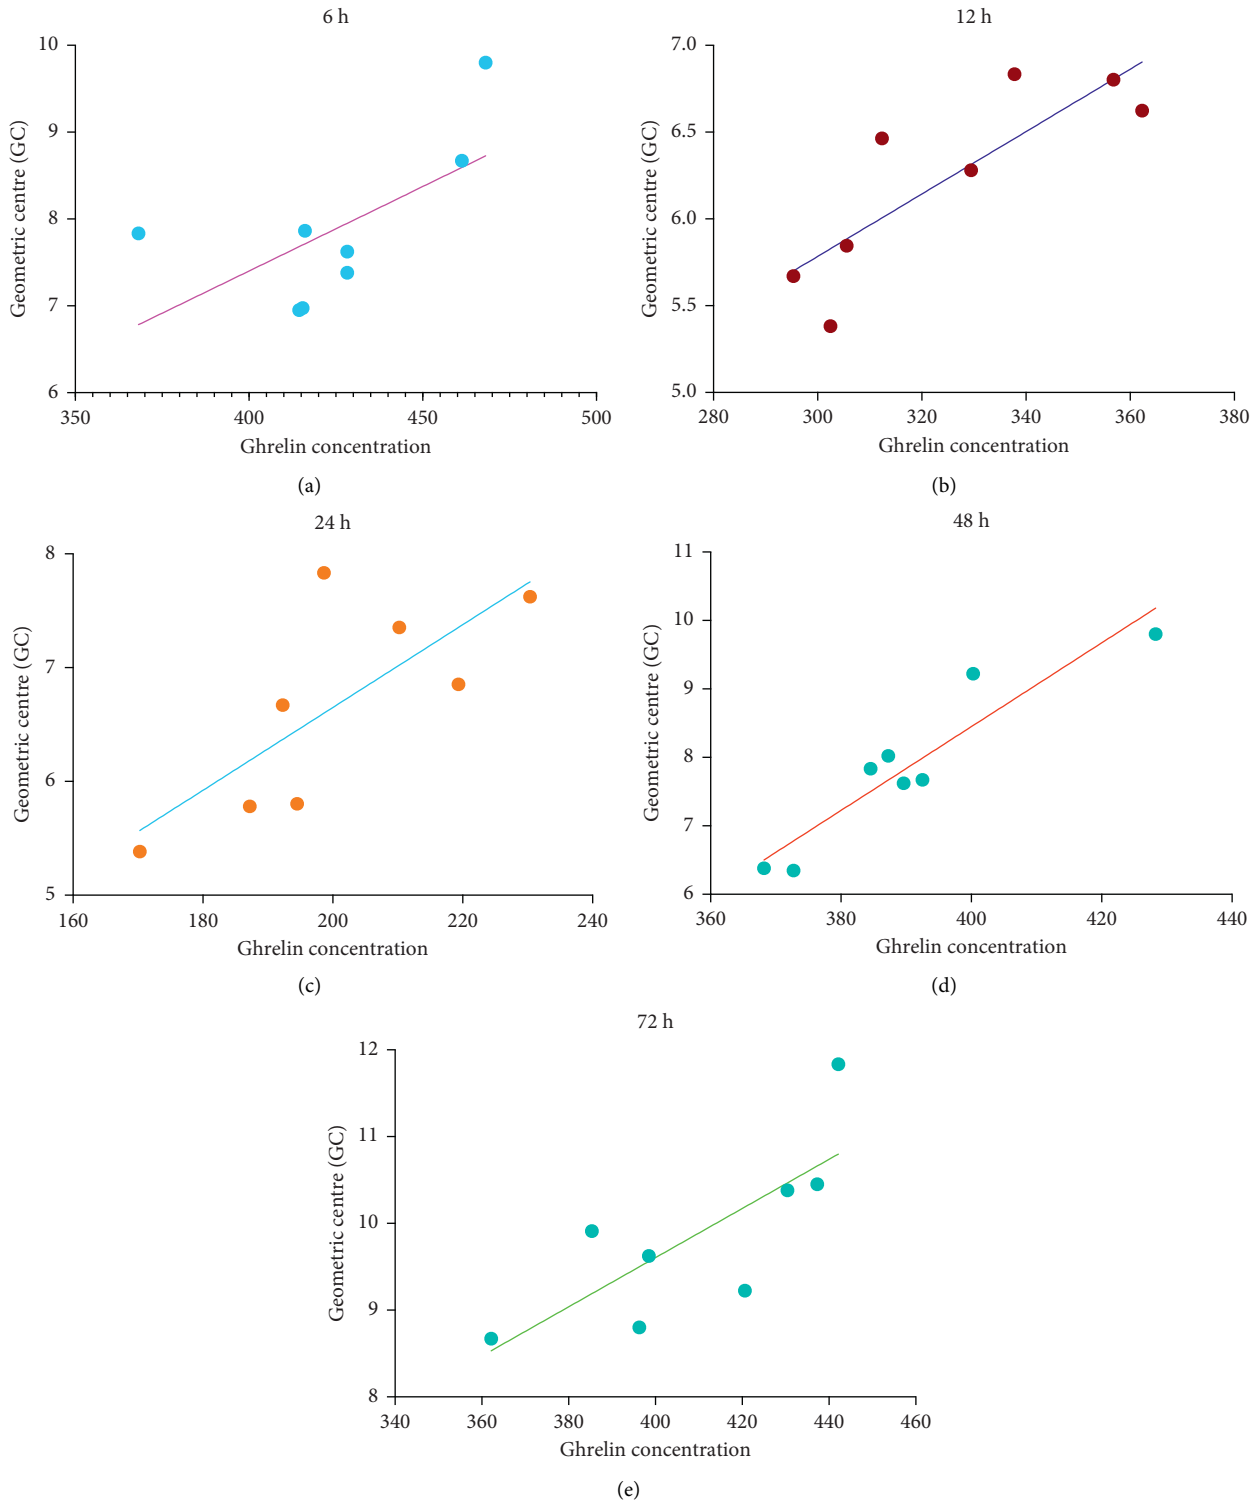 6 h
10
9
8
7
6
Geometric centre (GC)
350 400 450 500
Ghrelin concentration
(a)
12 h
7.0
6.5
6.0
5.5
5.0
Geometric centre (GC)
280 300 320 340 360 380
Ghrelin concentration
(b)
24 h
8
7
6
5
Geometric centre (GC)
160 180 200 220 240
Ghrelin concentration
(c)
48 h
11
10
9
8
7
6
Geometric centre (GC)
360 380 400 420 440
Ghrelin concentration
(d)
72 h
12
11
10
9
8
Geometric centre (GC)
340 360 380 400 420 440 460
Ghrelin concentration
(e)